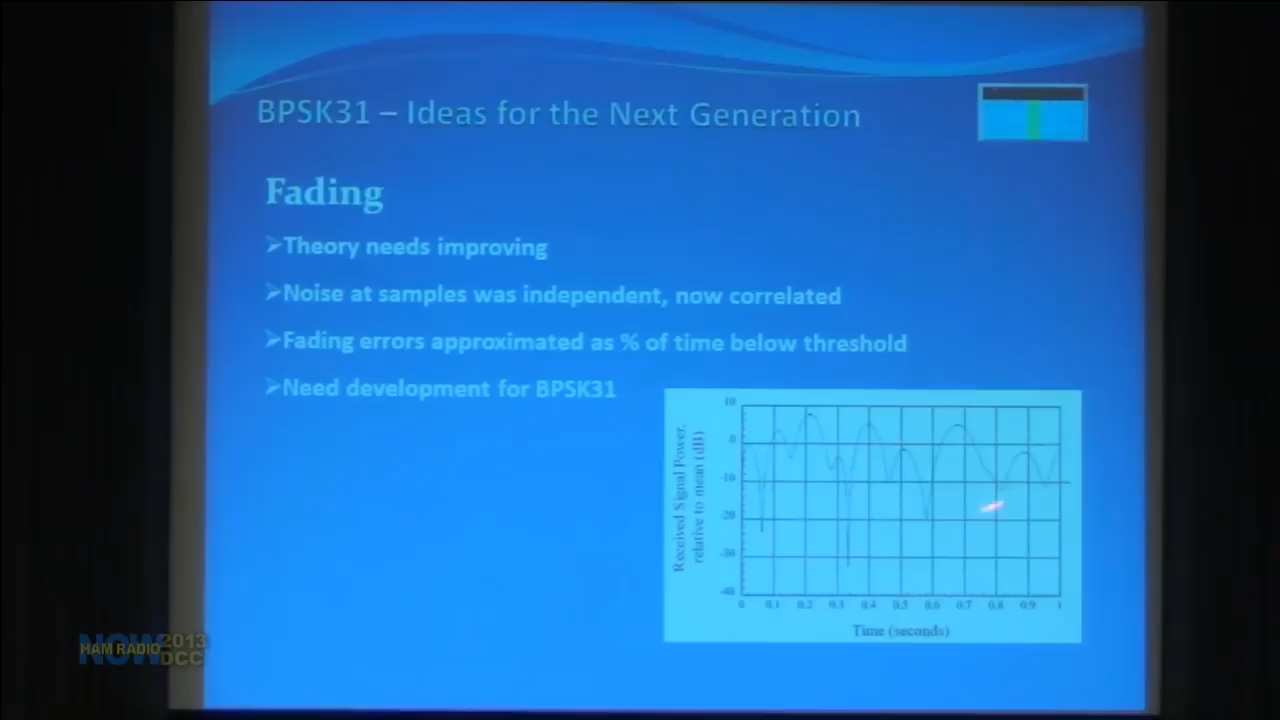 BPSK31 – Ideas for the Next Generation
Fading
➢Theory needs improving
➢Noise at samples was independent, now correlated
➢Fading errors approximated as % of time below threshold
➢Need development for BPSK31
Received Signal Power,
relative to mean (dB)
10
0
-10
-20
-30
-40
0 0.1 0.2 0.3 0.4 0.5 0.6 0.7 0.8 0.9 1
Time (seconds)
HAM RADIO
NOW
2013
DCC